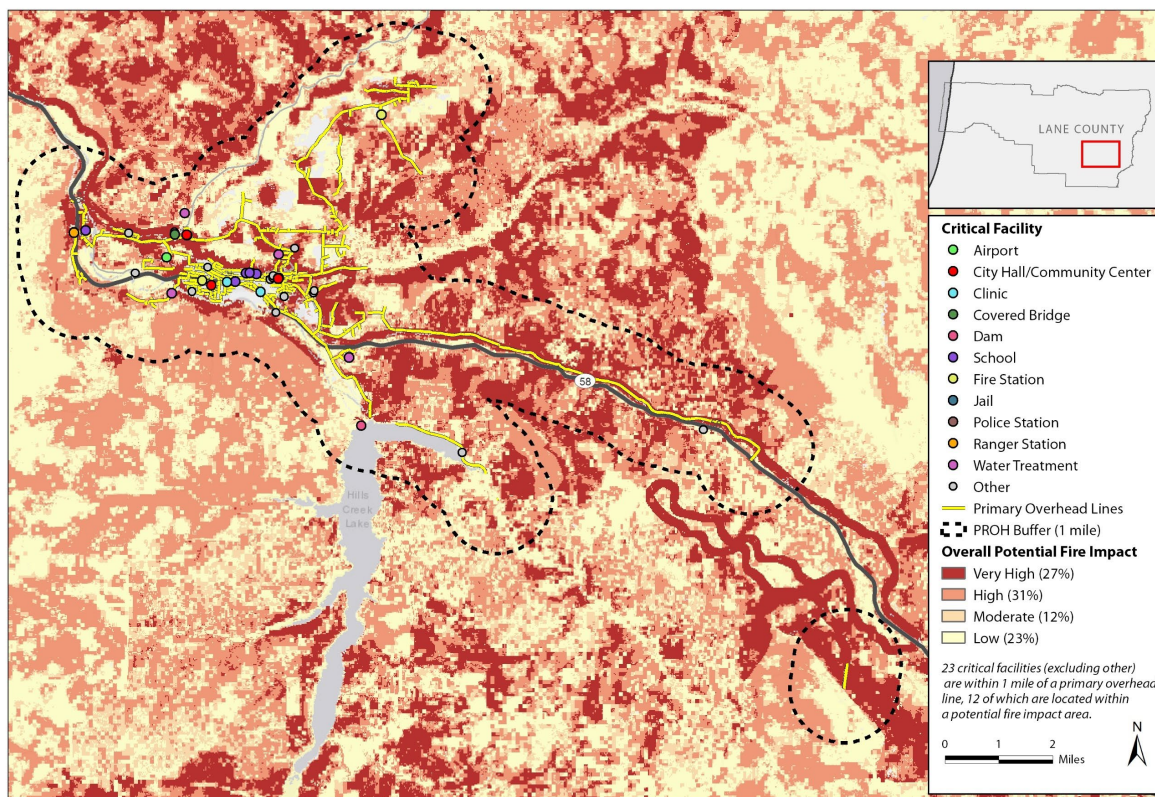 LANE COUNTY
58
Hills
Creek
Lake
Critical Facility
Airport
City Hall/Community Center
Clinic
Covered Bridge
Dam
School
Fire Station
Jail
Police Station
Ranger Station
Water Treatment
Other
Primary Overhead Lines
PROH Buffer (1 mile)
Overall Potential Fire Impact
Very High (27%)
High (31%)
Moderate (12%)
Low (23%)
23 critical facilities (excluding other)
are within 1 mile of a primary overhead
line, 12 of which are located within
a potential fire impact area.
N
0 1 2
Miles